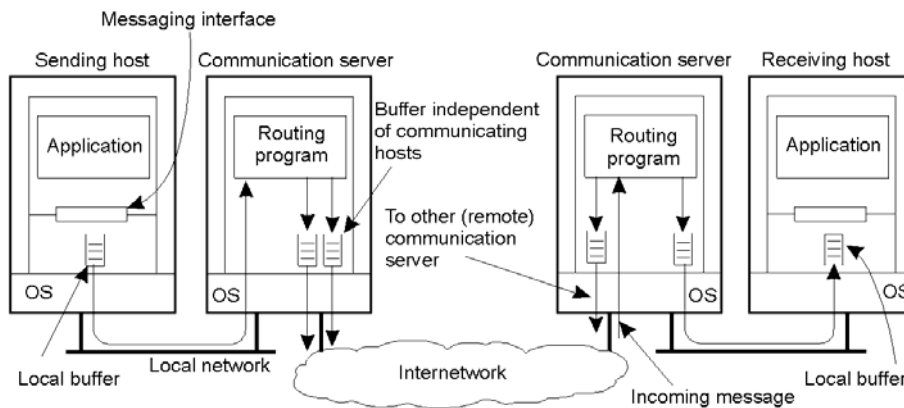 Messaging interface
Sending host
Communication server
Communication server
Receiving host
Buffer independent
of communicating
hosts
Application
Routing
program
Routing
program
Application
To other (remote)
communication
server
OS
OS
OS
OS
Local buffer
Local network
Internetwork
Incoming message
Local buffer